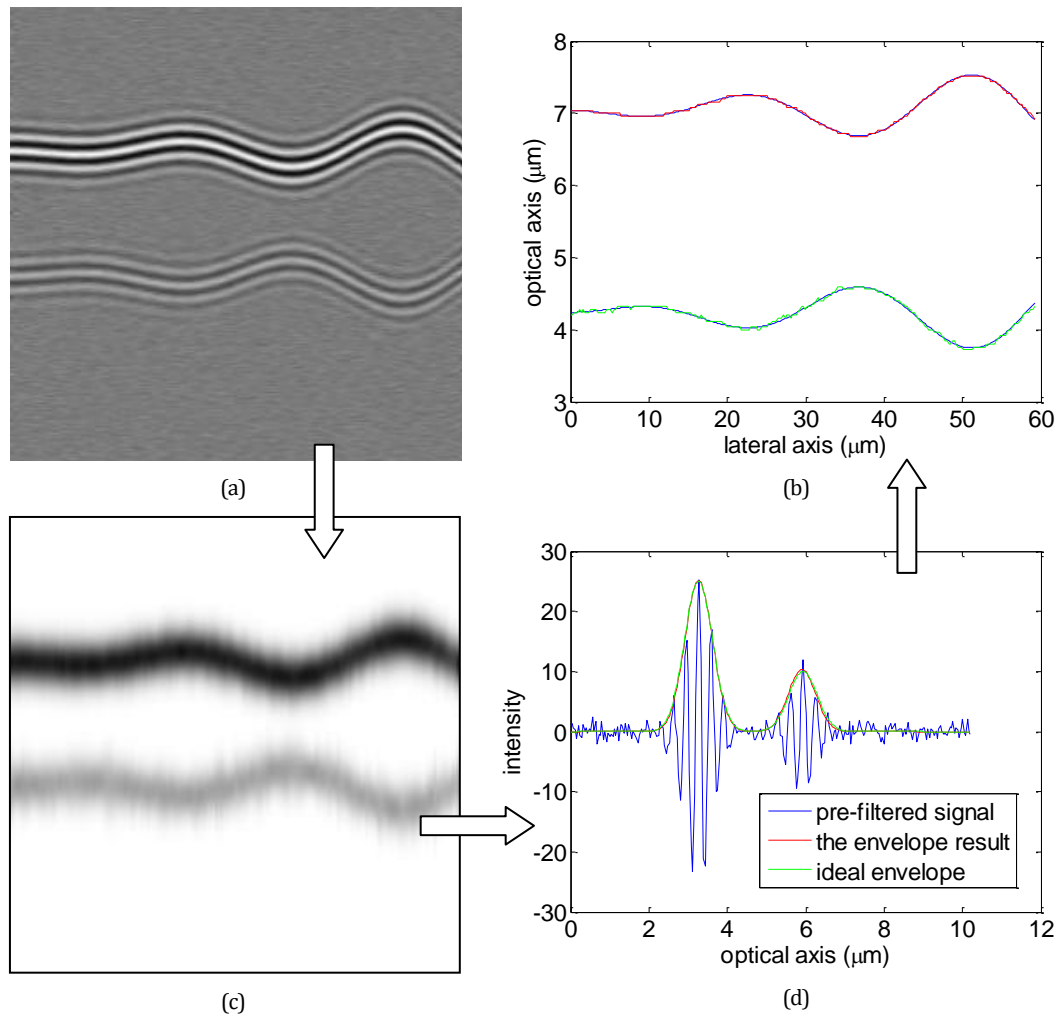 8
7
6
5
4
3
0 10 20 30 40 50 60
optical axis (μm)
lateral axis (μm)
(a)
(b)
30
20
10
0
-10
-20
-30
0 2 4 6 8 10 12
intensity
optical axis (μm)
pre-filtered signal
the envelope result
ideal envelope
(c)
(d)